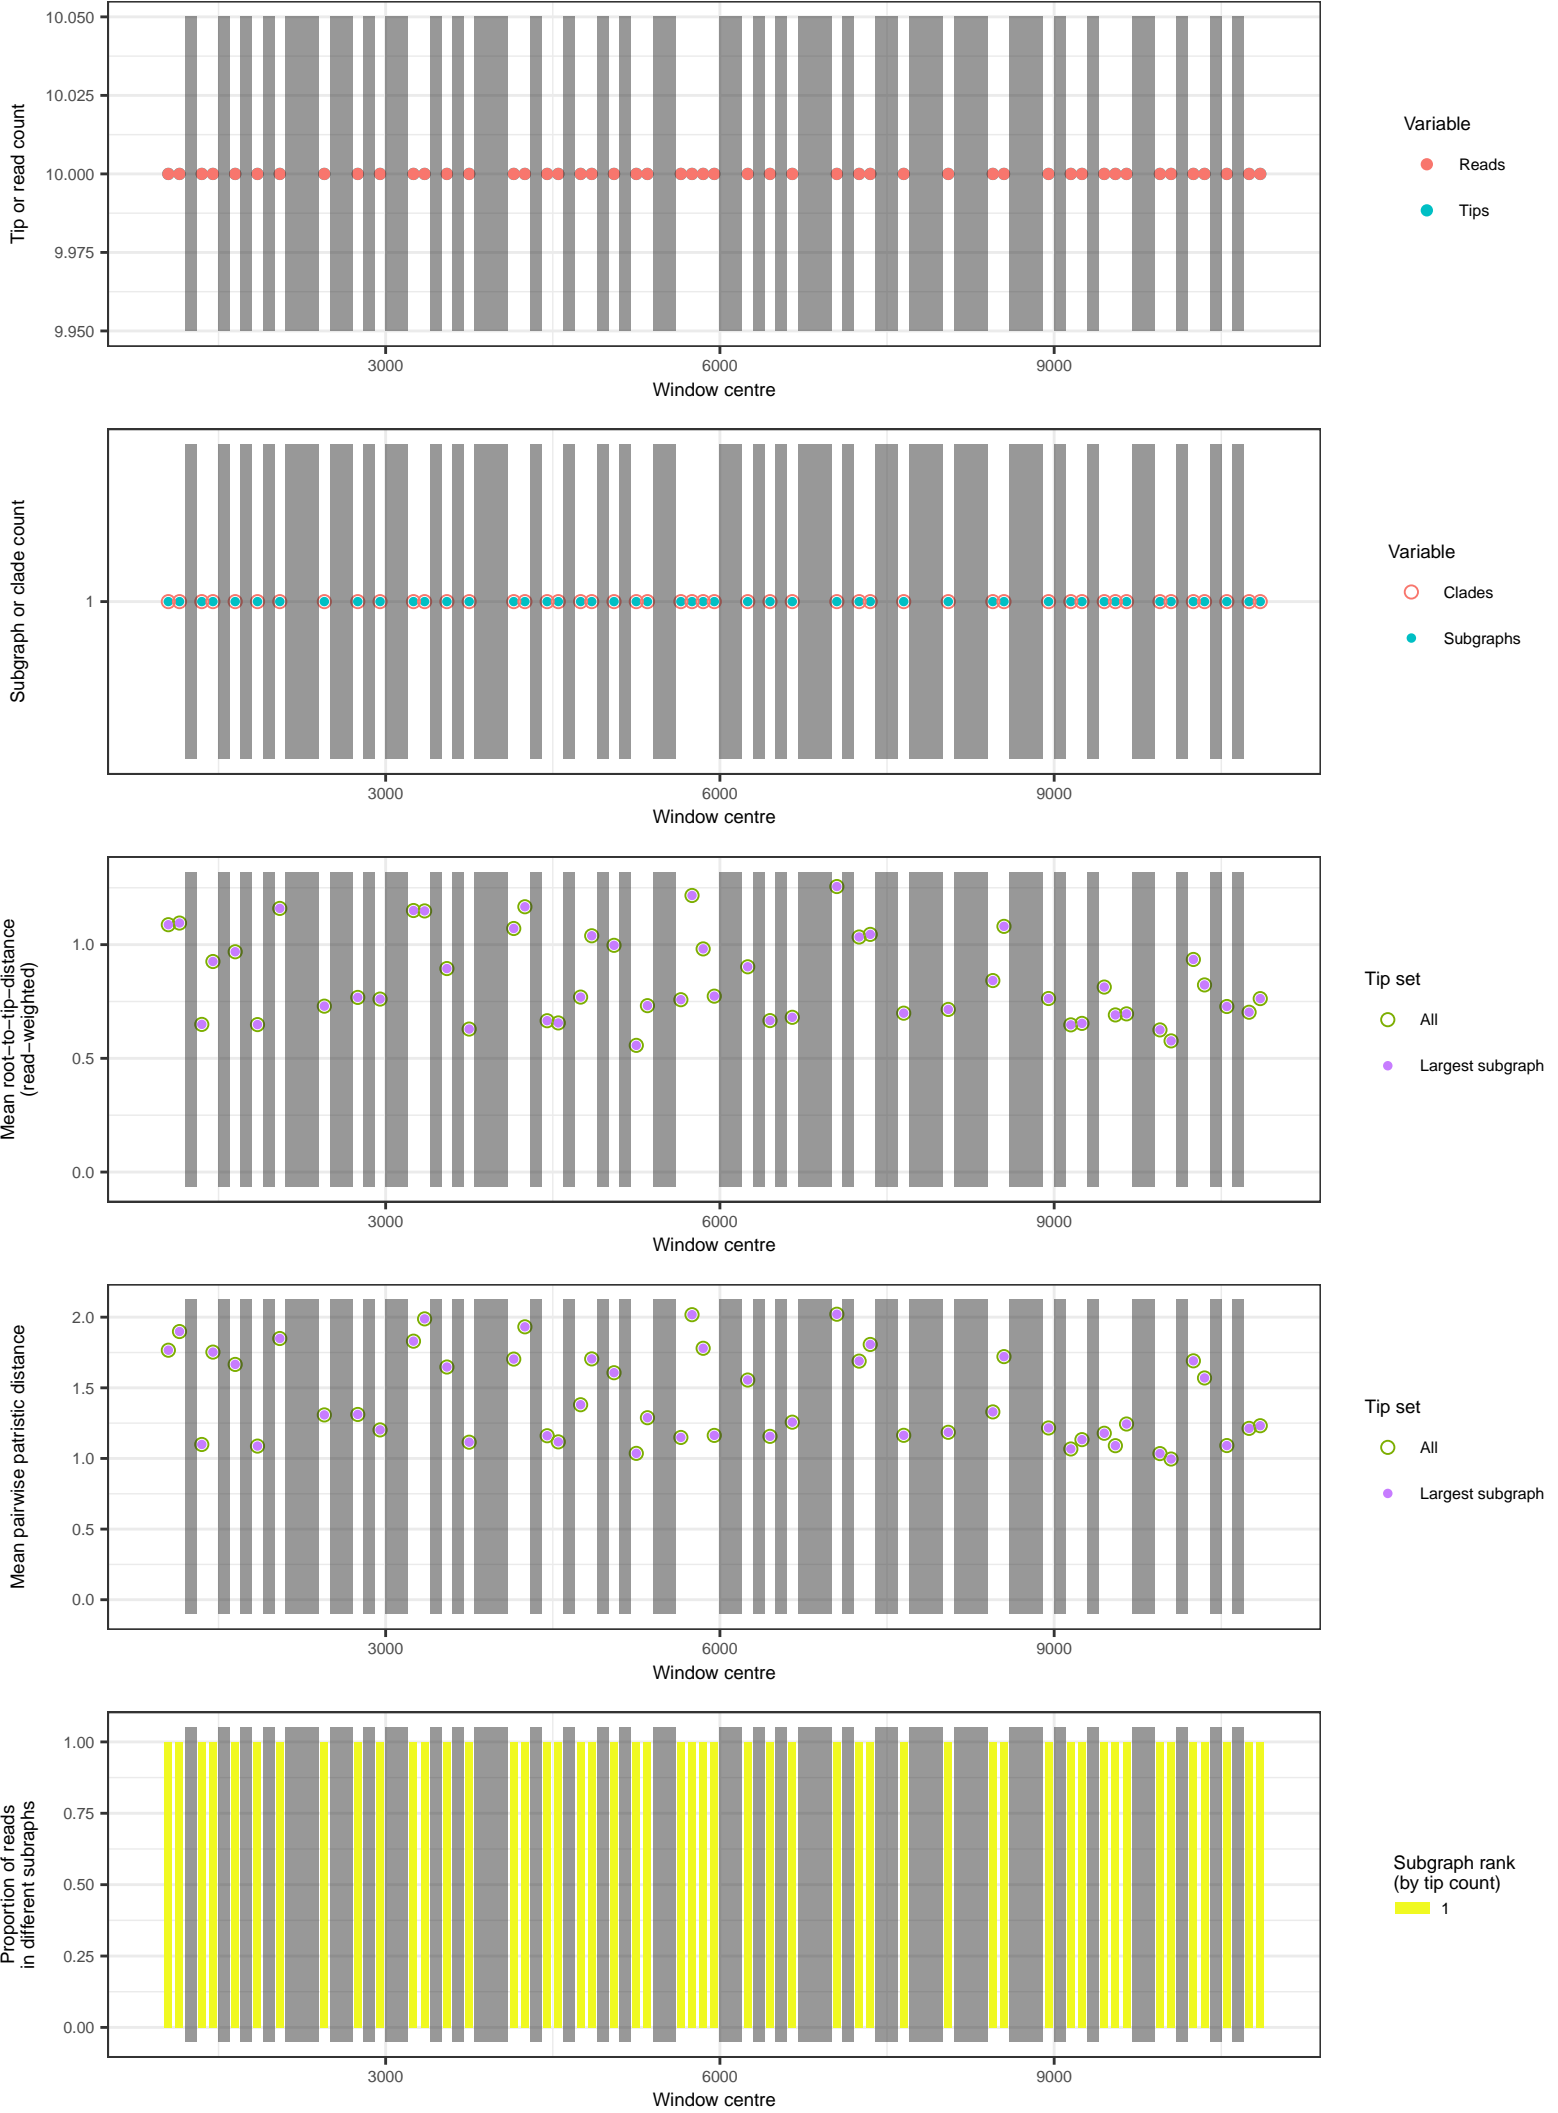 10.050
10.025
10.000
9.975
9.950
Tip or read count
3000
6000
9000
Window centre
Variable
Reads
Tips
1
Subgraph or clade count
3000
6000
9000
Window centre
Variable
Clades
Subgraphs
1.0
0.5
0.0
Mean root−to−tip−distance
(read−weighted)
3000
6000
9000
Window centre
Tip set
All
Largest subgraph
2.0
1.5
1.0
0.5
0.0
Mean pairwise patristic distance
3000
6000
9000
Window centre
Tip set
All
Largest subgraph
1.00
0.75
0.50
0.25
0.00
Proportion of reads
in different subraphs
3000
6000
9000
Window centre
Subgraph rank
(by tip count)
1